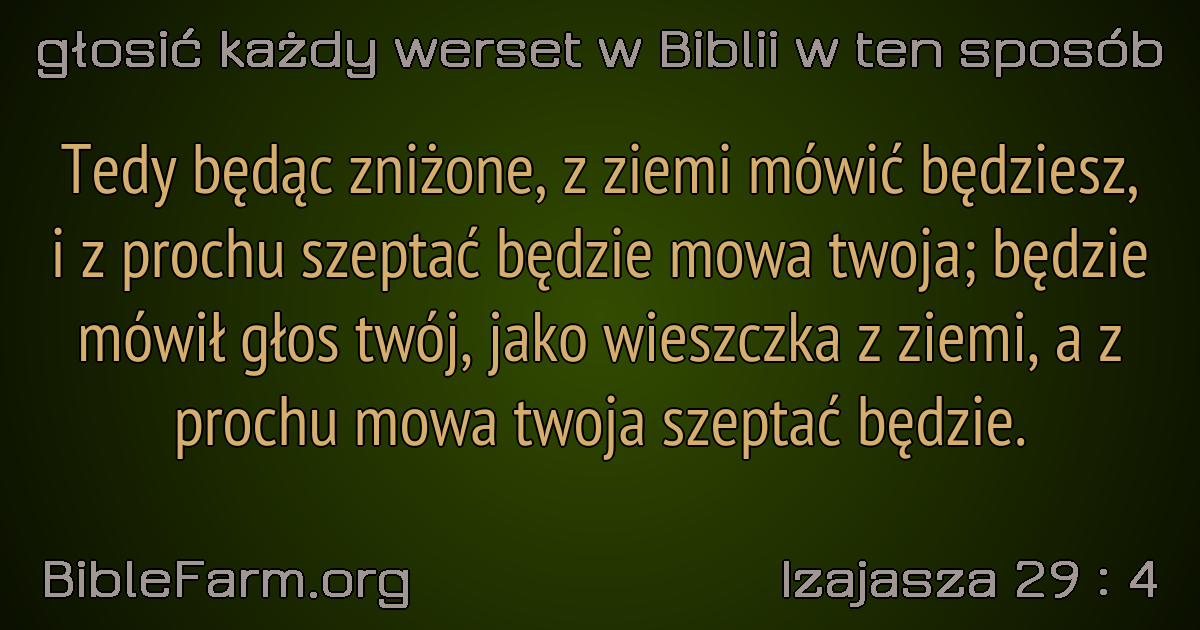 głosić każdy werset w Biblii w ten sposób
Tedy będąc zniżone, z ziemi mówić będziesz,
i z prochu szeptać będzie mowa twoja; będzie
mówił głos twój, jako wieszczka z ziemi, a z
prochu mowa twoja szeptać będzie.
BibleFarm.org
Izajasza 29 : 4